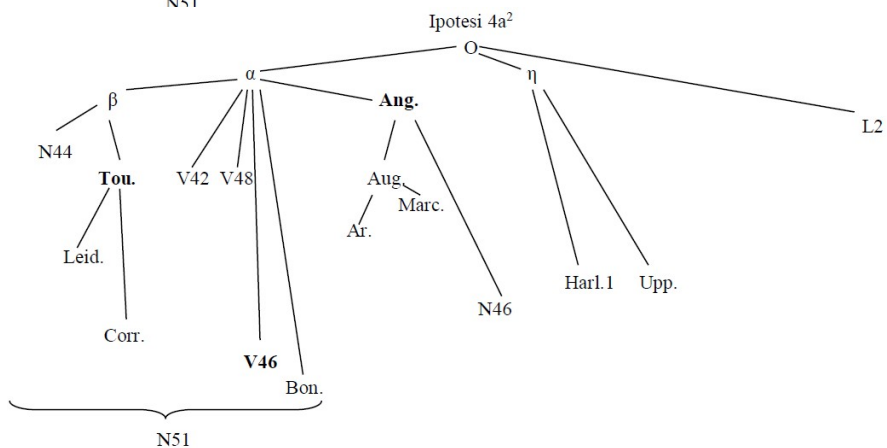 N51
Ipotesi 4a²
O
α
η
β
Ang.
L2
N44
Tou.
V42
V48
Aug.
Marc.
Ar.
Leid.
Harl.1
Upp.
N46
Corr.
V46
Bon.
N51